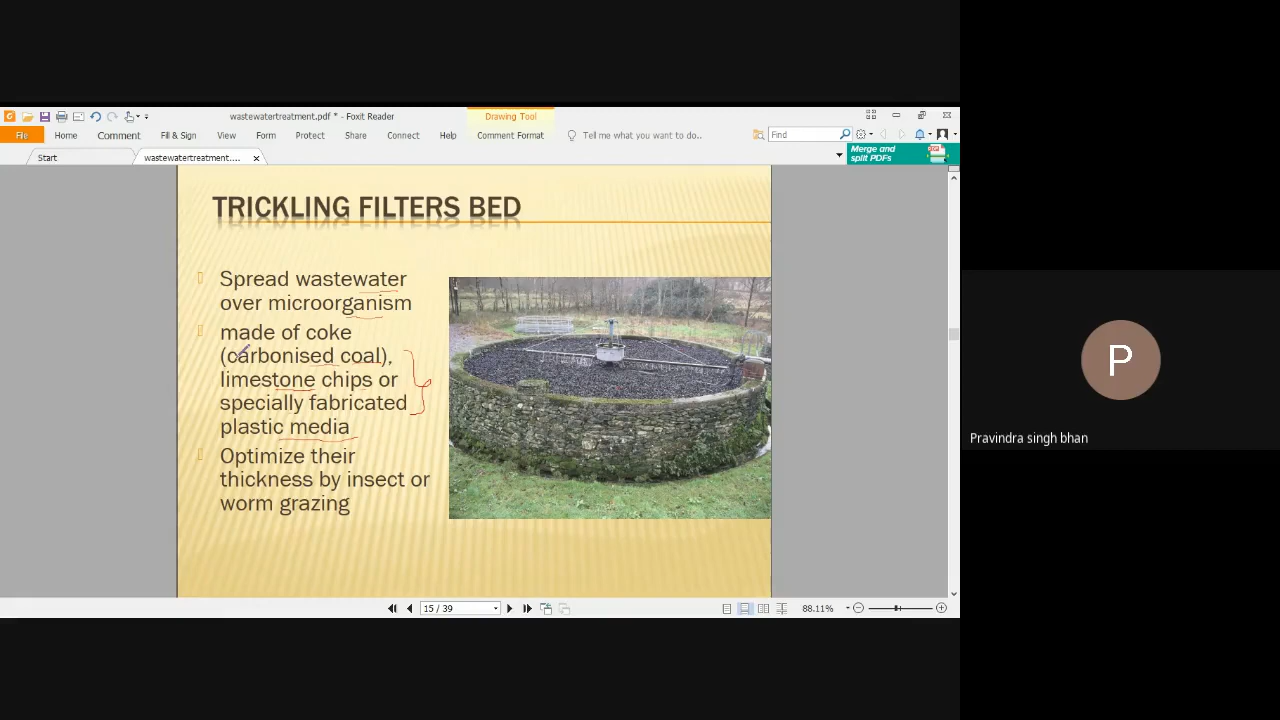 wastewatertreatment.pdf * - Foxit Reader
Drawing Tool
File
Home
Comment
Fill & Sign
View
Form
Protect
Share
Connect
Help
Comment Format
Tell me what you want to do..
Find
Start
wastewatertreatment....
Merge and
split PDFs
TRICKLING FILTERS BED
Spread wastewater
over microorganism
made of coke
(carbonised coal),
limestone chips or
specially fabricated
plastic media
Optimize their
thickness by insect or
worm grazing
15 / 39
88.11%
P
Pravindra singh bhan